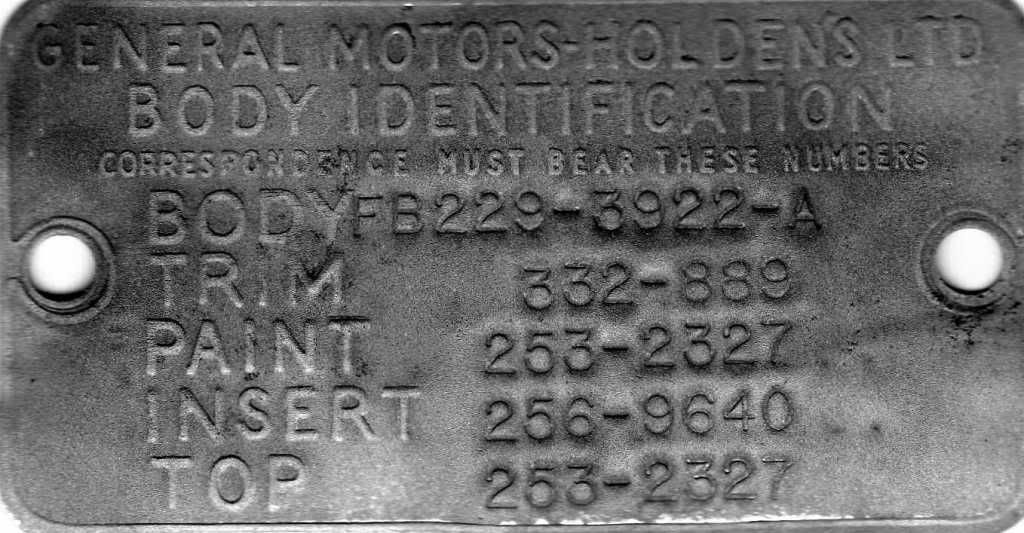 GENERAL MOTORS-HOLDEN'S LTD
BODY IDENTIFICATION
CORRESPONDENCE MUST BEAR THESE NUMBERS
BODY FB229-3922-A
TRIM 332-889
PAINT 253-2327
INSERT 256-9640
TOP 253-2327